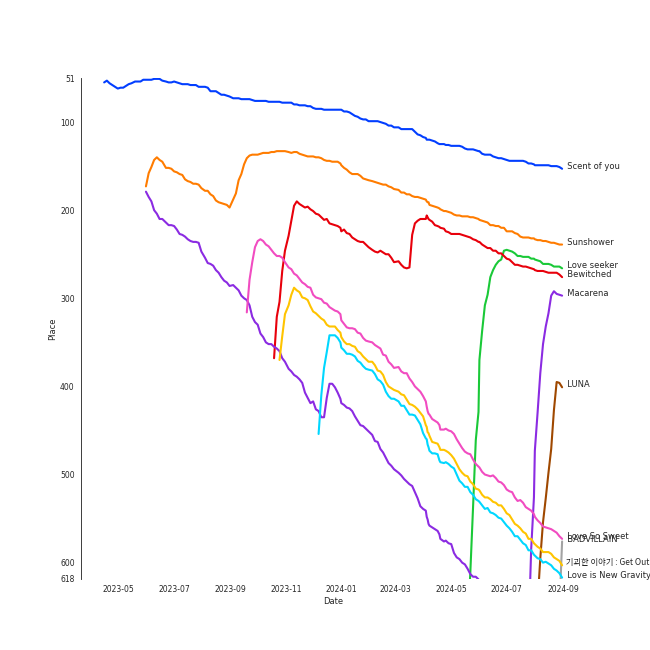 51
100
200
300
400
500
600
618
Place
2023-05
2023-07
2023-09
2023-11
2024-01
2024-03
2024-05
2024-07
2024-09
Date
Scent of you
Sunshower
Love seeker
Bewitched
Macarena
LUNA
Love So Sweet
BADVILLAIN
기괴한 이야기 : Get Out
Love is New Gravity